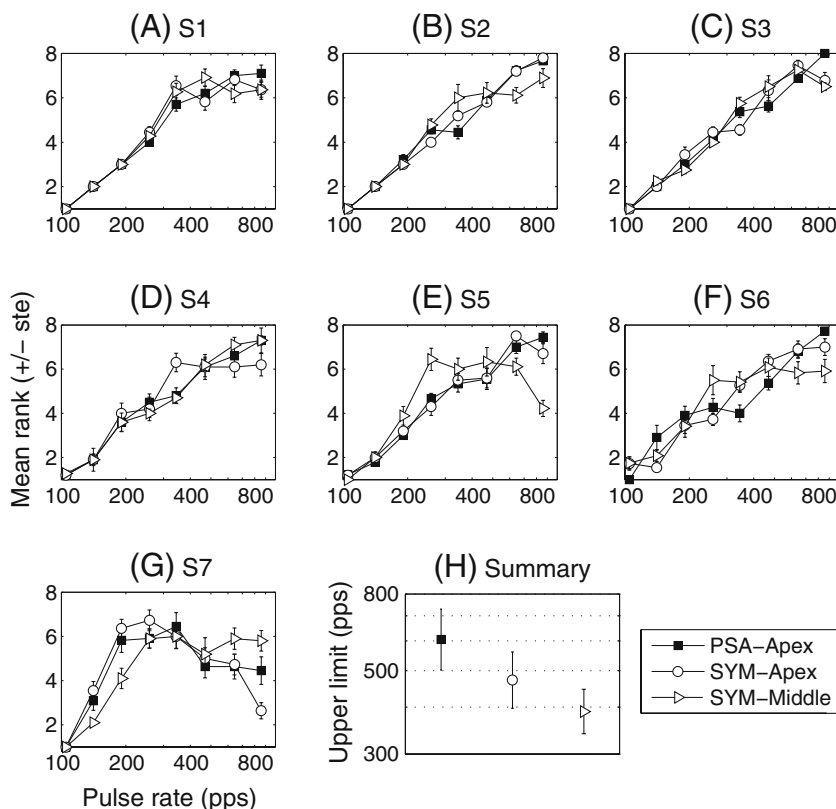 (A) S1
(B) S2
(C) S3
8
6
4
2
100 200 400 800
8
6
4
2
100 200 400 800
8
6
4
2
100 200 400 800
(D) S4
(E) S5
(F) S6
Mean rank (+/− ste)
8
6
4
2
100 200 400 800
8
6
4
2
100 200 400 800
8
6
4
2
100 200 400 800
(G) S7
(H) Summary
8
6
4
2
100 200 400 800
Pulse rate (pps)
Upper limit (pps)
800
500
300
PSA−Apex
SYM−Apex
SYM−Middle